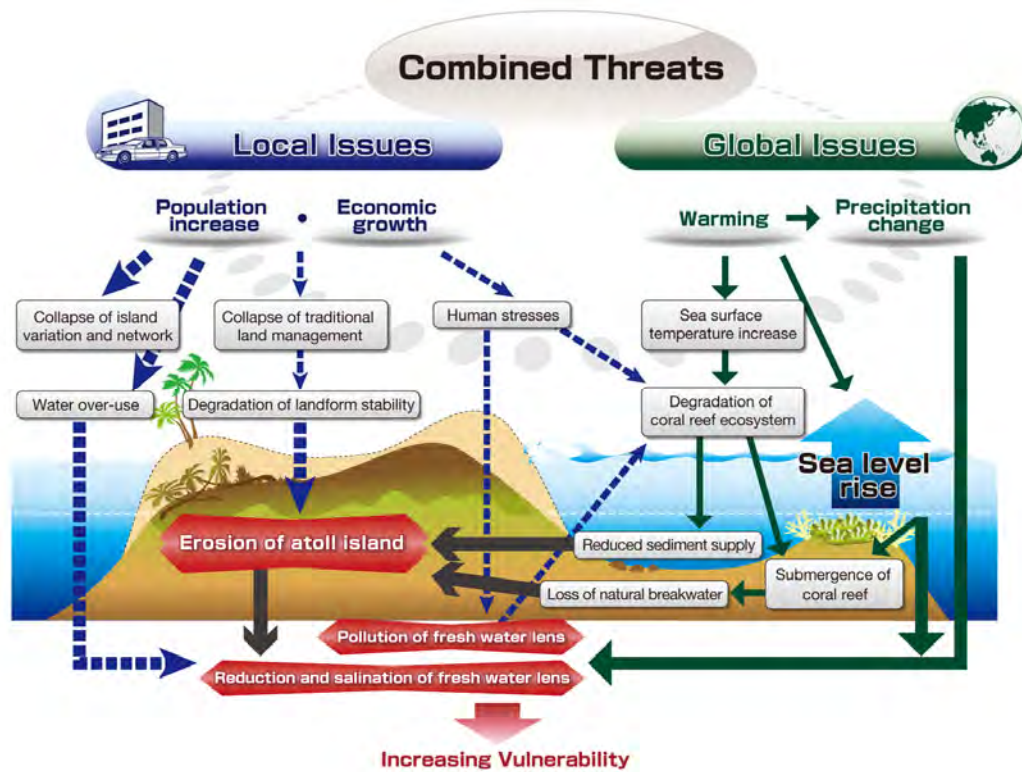 Combined Threats
Local Issues
Global Issues
Population
increase
•
Economic
growth
Warming
Precipitation
change
Collapse of island
variation and network
Collapse of traditional
land management
Human stresses
Sea surface
temperature increase
Water over-use
Degradation of landform stability
Degradation of
coral reef ecosystem
Sea level
rise
Erosion of atoll island
Reduced sediment supply
Submergence of
coral reef
Loss of natural breakwater
Pollution of fresh water lens
Reduction and salination of fresh water lens
Increasing Vulnerability